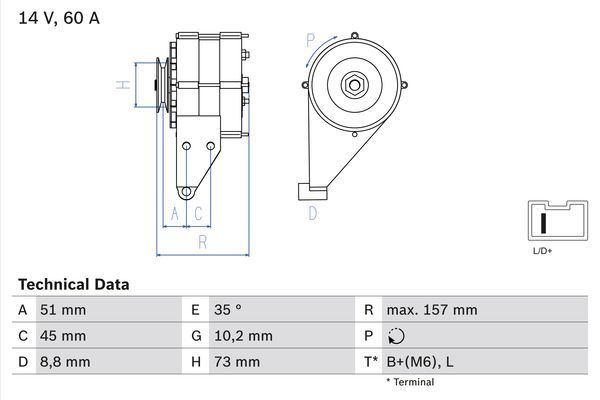 14 V, 60 A
P
H
A C
D
R
L/D+
Technical Data
A 51 mm E 35 º R max. 157 mm
C 45 mm G 10,2 mm P
D 8,8 mm H 73 mm T* B+(M6), L
* Terminal